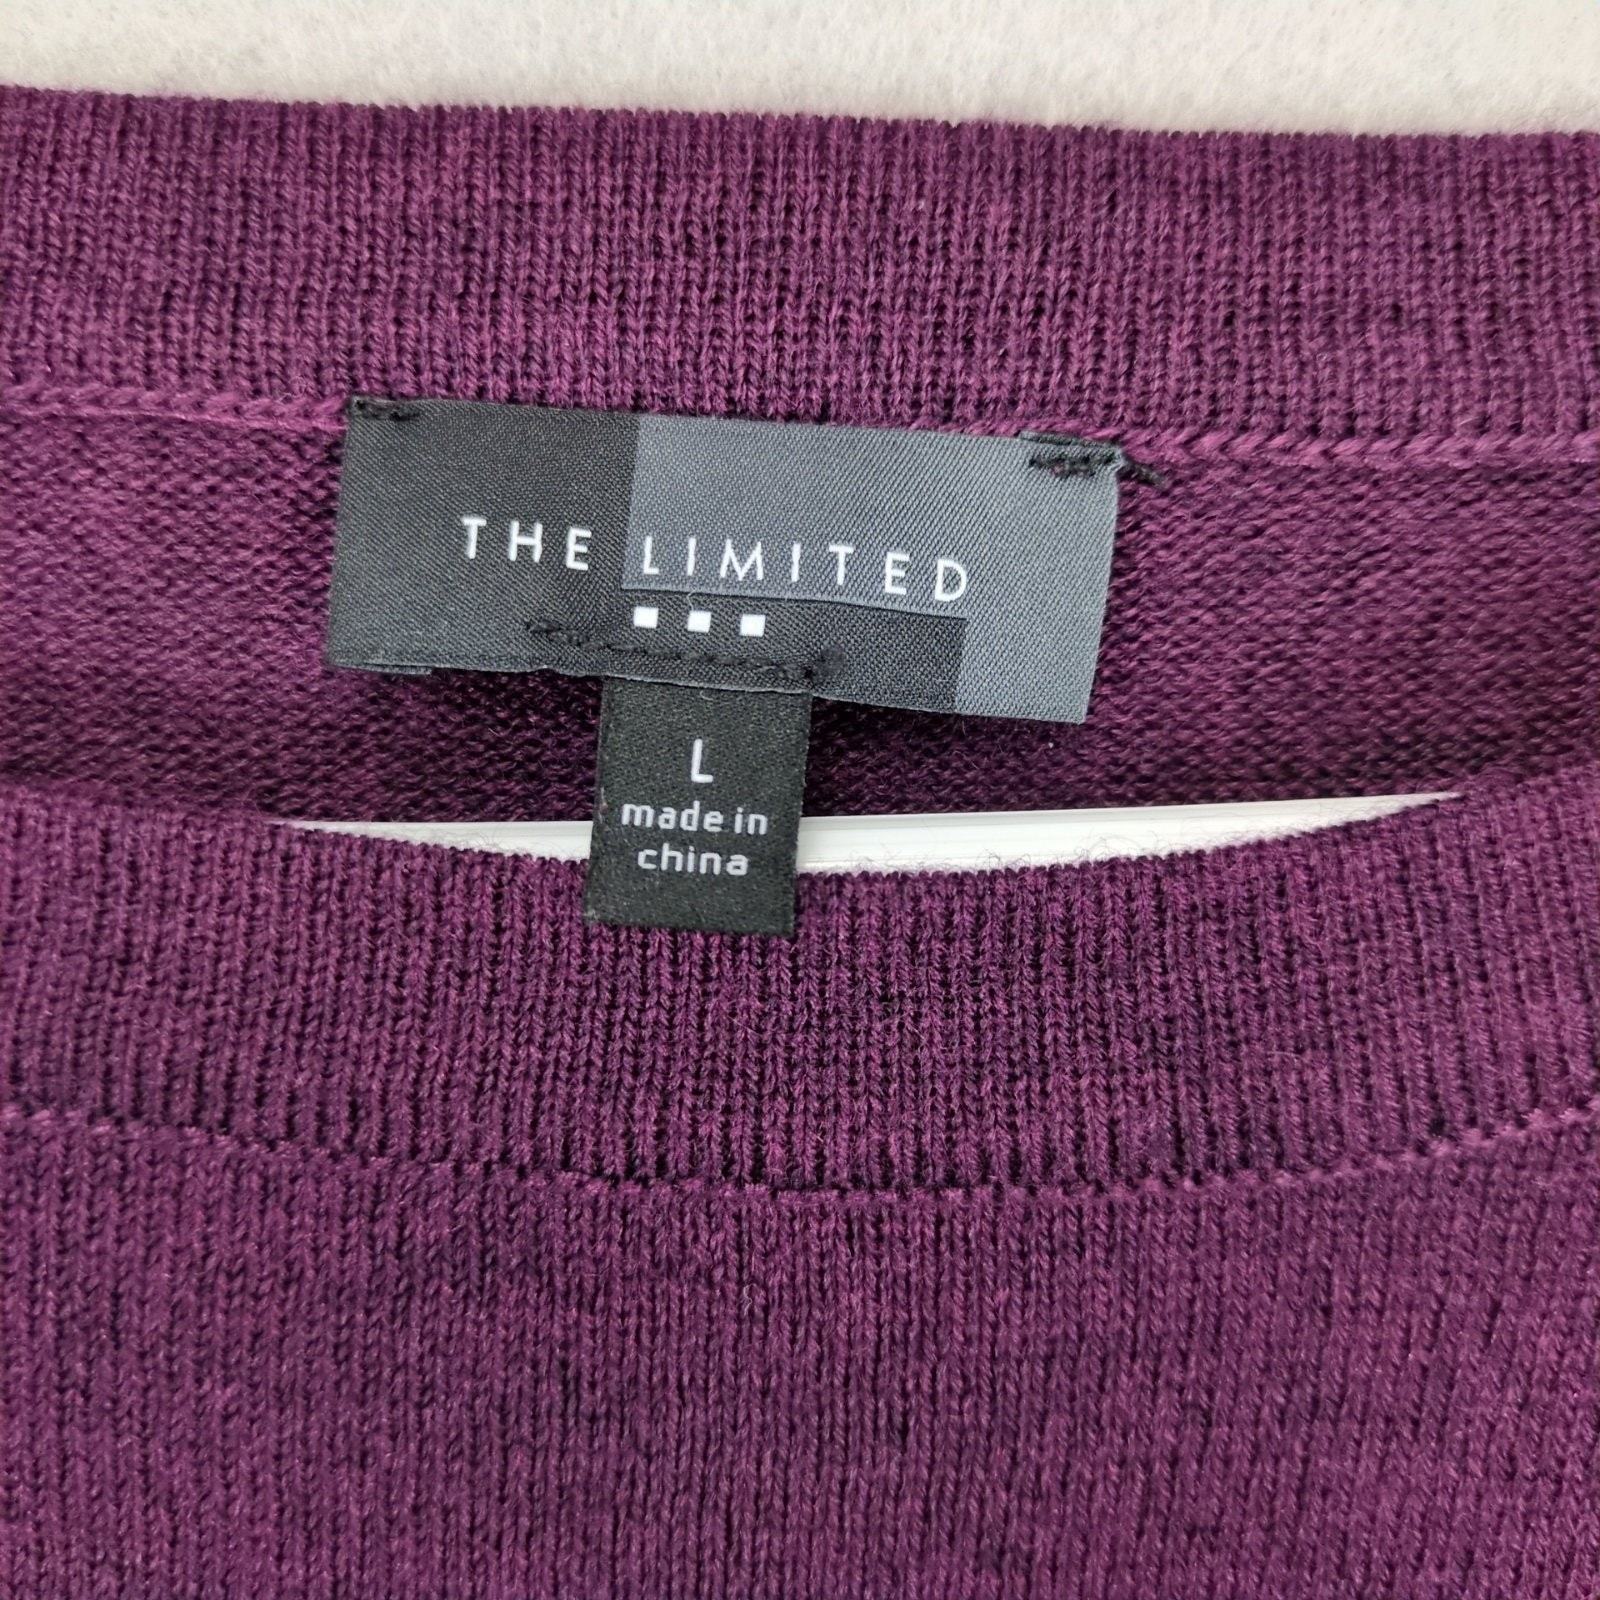 THE LIMITED
L
made in
china